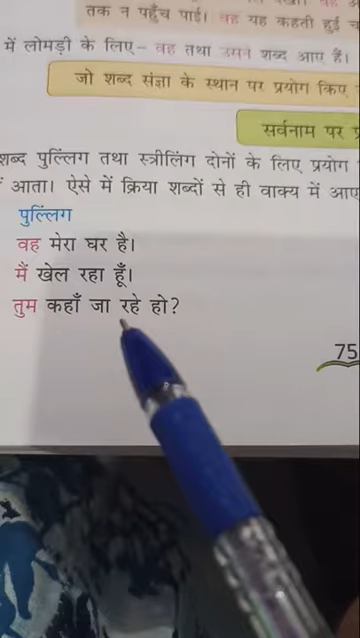 तक न पहुँच पाई। वह यह कहती हुई च
में लोमड़ी के लिए– वह तथा उसने शब्द आए हैं।
जो शब्द संज्ञा के स्थान पर प्रयोग किए
सर्वनाम पर
शब्द पुल्लिंग तथा स्त्रीलिंग दोनों के लिए प्रयोग
आता। ऐसे में क्रिया शब्दों से ही वाक्य में आए
पुल्लिंग
वह मेरा घर है।
मैं खेल रहा हूँ।
तुम कहाँ जा रहे हो?
75